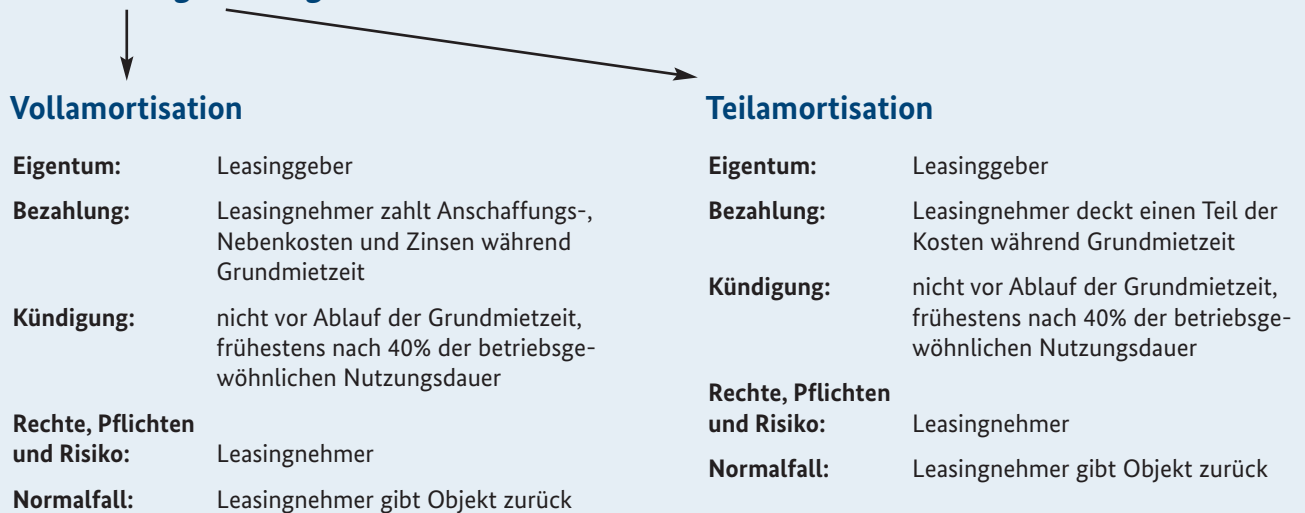 Vollamortisation
Eigentum: Leasinggeber
Bezahlung: Leasingnehmer zahlt Anschaffungs-,
Nebenkosten und Zinsen während
Grundmietzeit
Kündigung: nicht vor Ablauf der Grundmietzeit,
frühestens nach 40% der betriebsge-
wöhnlichen Nutzungsdauer
Rechte, Pflichten
und Risiko: Leasingnehmer
Normalfall: Leasingnehmer gibt Objekt zurück
Teilamortisation
Eigentum: Leasinggeber
Bezahlung: Leasingnehmer deckt einen Teil der
Kosten während Grundmietzeit
Kündigung: nicht vor Ablauf der Grundmietzeit,
frühestens nach 40% der betriebsge-
wöhnlichen Nutzungsdauer
Rechte, Pflichten
und Risiko: Leasingnehmer
Normalfall: Leasingnehmer gibt Objekt zurück